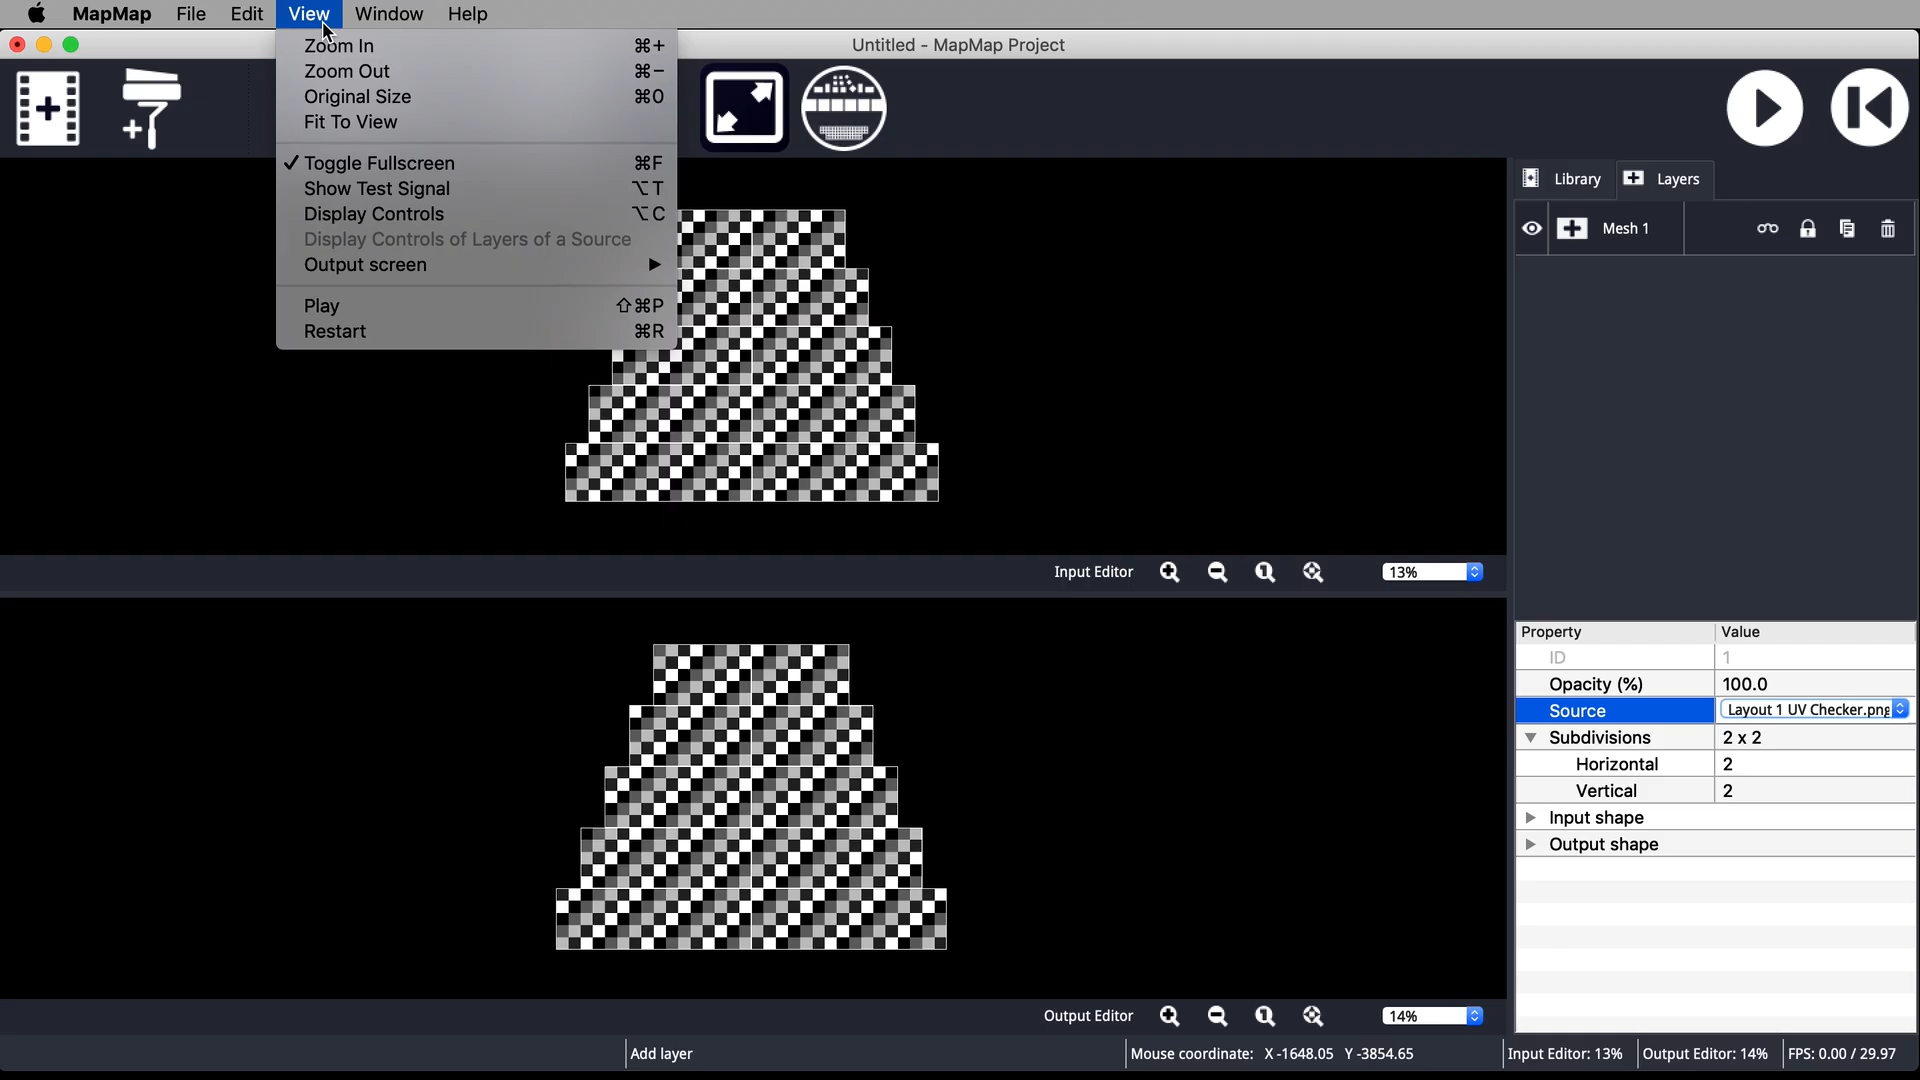 MapMap File Edit View Window Help
Untitled - MapMap Project
Zoom In ⌘+
Zoom Out ⌘−
Original Size ⌘0
Fit To View
✓ Toggle Fullscreen ⌘F
Show Test Signal ⌥T
Display Controls ⌥C
Display Controls of Layers of a Source
Output screen ▶
Play ⇧⌘P
Restart ⌘R
Library Layers
Mesh 1
Input Editor 13%
Property Value
ID 1
Opacity (%) 100.0
Source Layout 1 UV Checker.png
Subdivisions 2 x 2
Horizontal 2
Vertical 2
Input shape
Output shape
Output Editor 14%
Add layer
Mouse coordinate: X -1648.05 Y -3854.65
Input Editor: 13%
Output Editor: 14%
FPS: 0.00 / 29.97